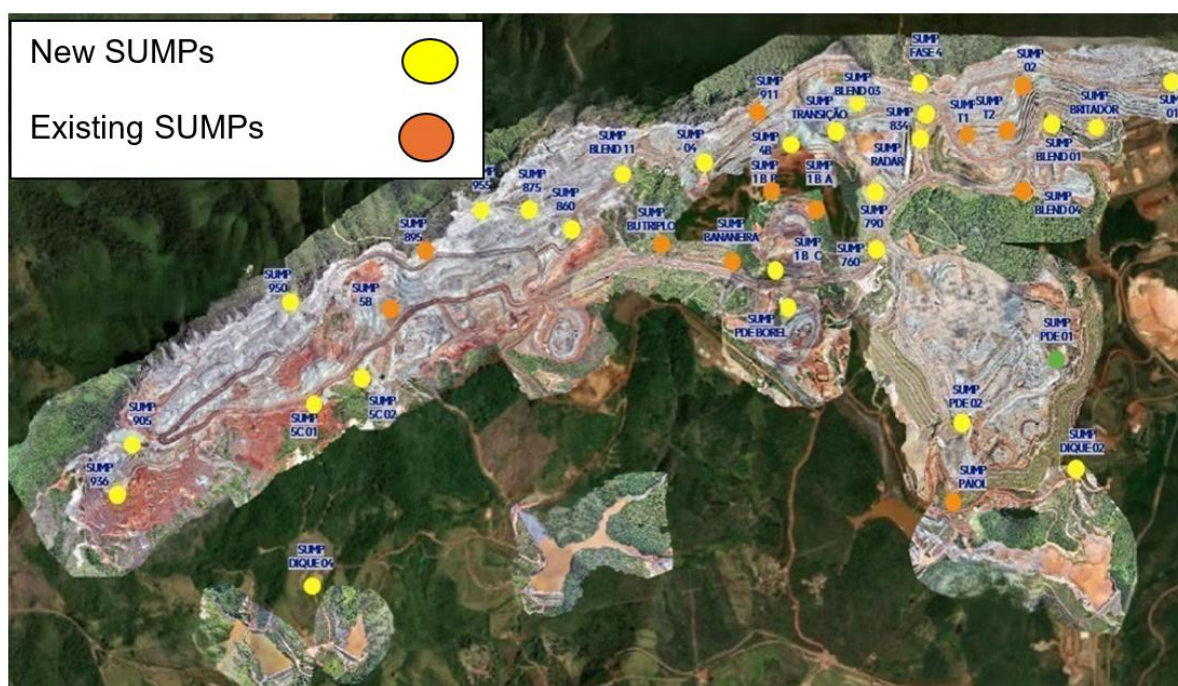 New SUMPs
Existing SUMPs
SUMP
FASE 4
SUMP
02
SUMP
911
SUMP
BLEND 03
SUMP
01
SUMP
TRANSIÇÃO
SUMP
834
SUMP
T1
SUMP
T2
SUMP
BRITADOR
SUMP
BLEND 11
SUMP
04
SUMP
4B
SUMP
RADAR
SUMP
BLEND 01
955
SUMP
875
SUMP
860
SUMP
1B B
SUMP
1B A
SUMP
790
SUMP
BLEND 04
SUMP
895
SUMP
BUTRIPLO
SUMP
BANANEIRA
SUMP
1B C
SUMP
760
SUMP
950
SUMP
5B
SUMP
PDE BOREL
SUMP
PDE 01
SUMP
905
SUMP
5C 01
SUMP
5C 02
SUMP
PDE 02
SUMP
936
SUMP
DIQUE 02
SUMP
PAIOL
SUMP
DIQUE 04